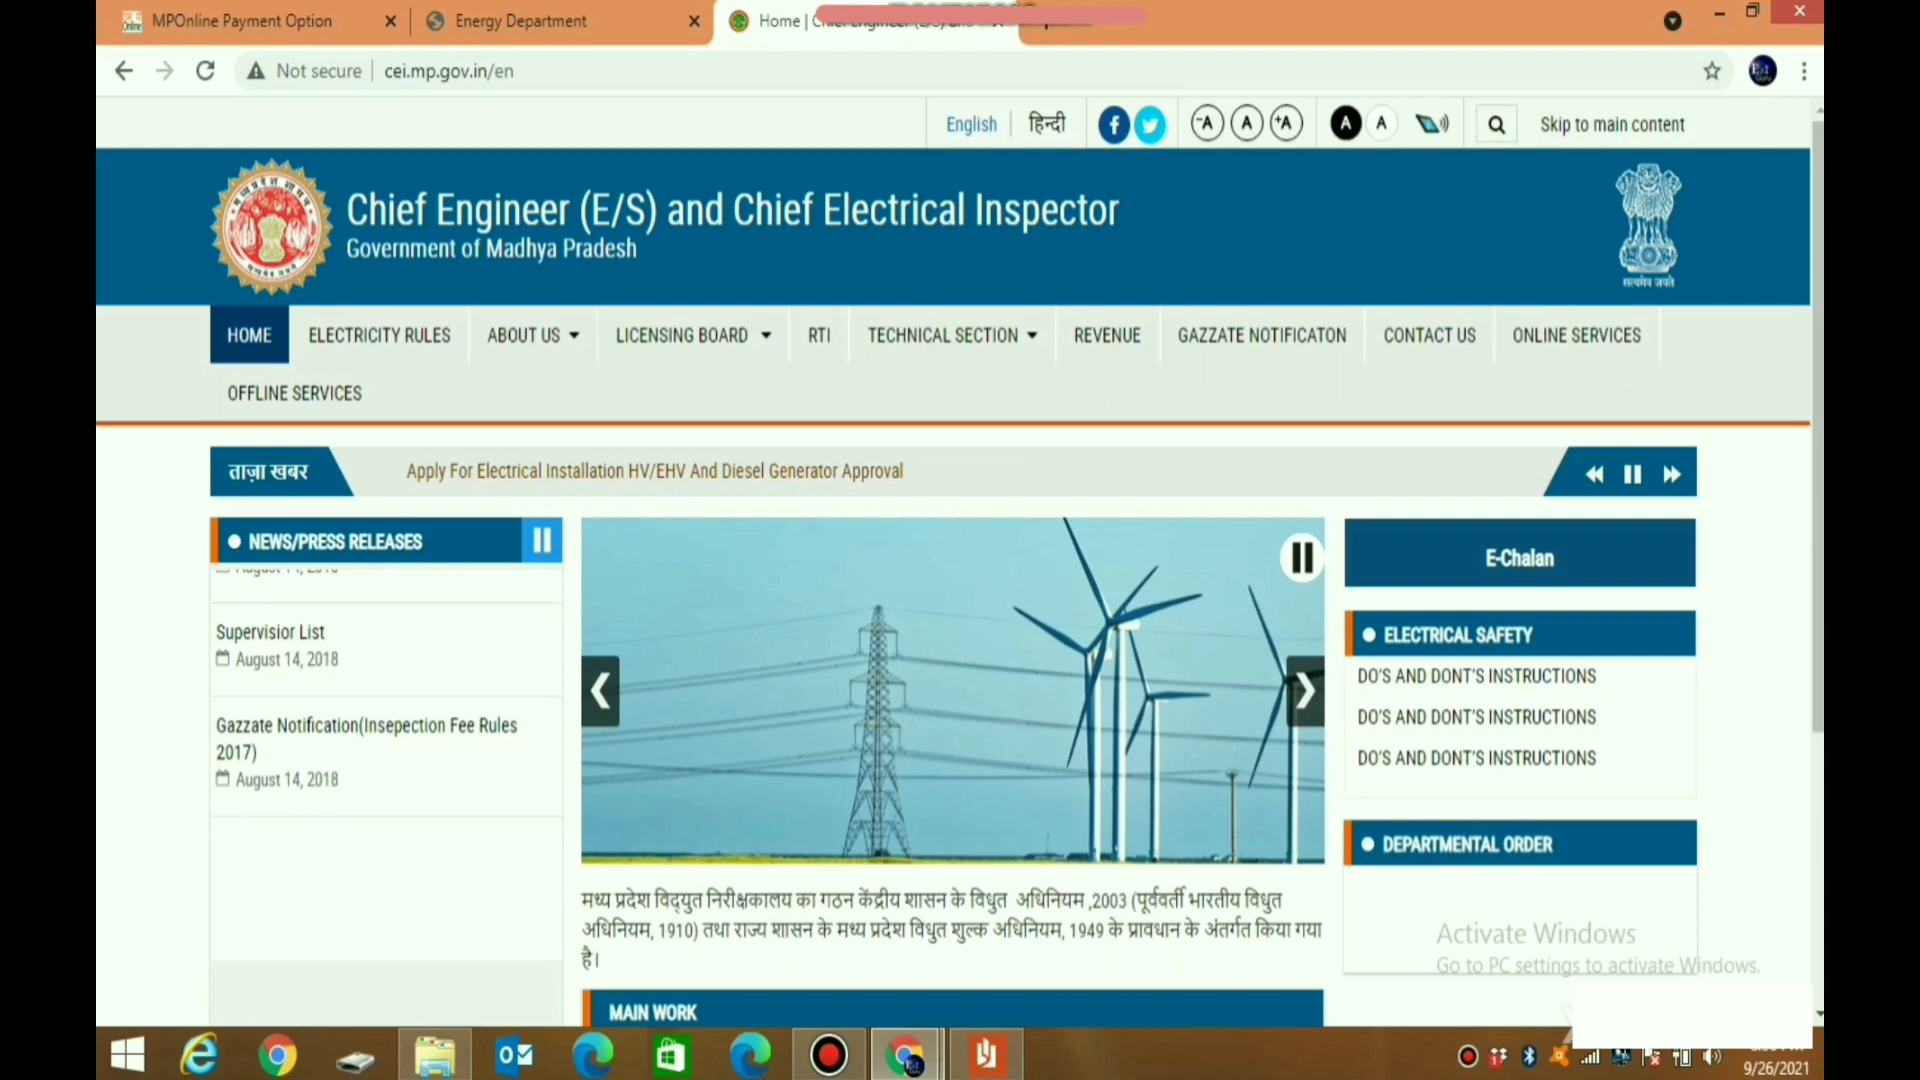 MPOnline Payment Option
Energy Department
Home |
Not secure
cei.mp.gov.in/en
English
हिन्दी
-A A +A
A A
Skip to main content
Chief Engineer (E/S) and Chief Electrical Inspector
Government of Madhya Pradesh
सत्यमेव जयते
HOME
ELECTRICITY RULES
ABOUT US
LICENSING BOARD
RTI
TECHNICAL SECTION
REVENUE
GAZZATE NOTIFICATON
CONTACT US
ONLINE SERVICES
OFFLINE SERVICES
ताज़ा खबर
Apply For Electrical Installation HV/EHV And Diesel Generator Approval
NEWS/PRESS RELEASES
Supervisior List
August 14, 2018
Gazzate Notification(Insepection Fee Rules
2017)
August 14, 2018
E-Chalan
ELECTRICAL SAFETY
DO'S AND DONT'S INSTRUCTIONS
DO'S AND DONT'S INSTRUCTIONS
DO'S AND DONT'S INSTRUCTIONS
DEPARTMENTAL ORDER
मध्य प्रदेश विद्युत निरीक्षकालय का गठन केंद्रीय शासन के विधुत अधिनियम ,2003 (पूर्ववर्ती भारतीय विधुत
अधिनियम, 1910) तथा राज्य शासन के मध्य प्रदेश विधुत शुल्क अधिनियम, 1949 के प्रावधान के अंतर्गत किया गया
है।
MAIN WORK
Activate Windows
Go to PC settings to activate Windows.
9/26/2021